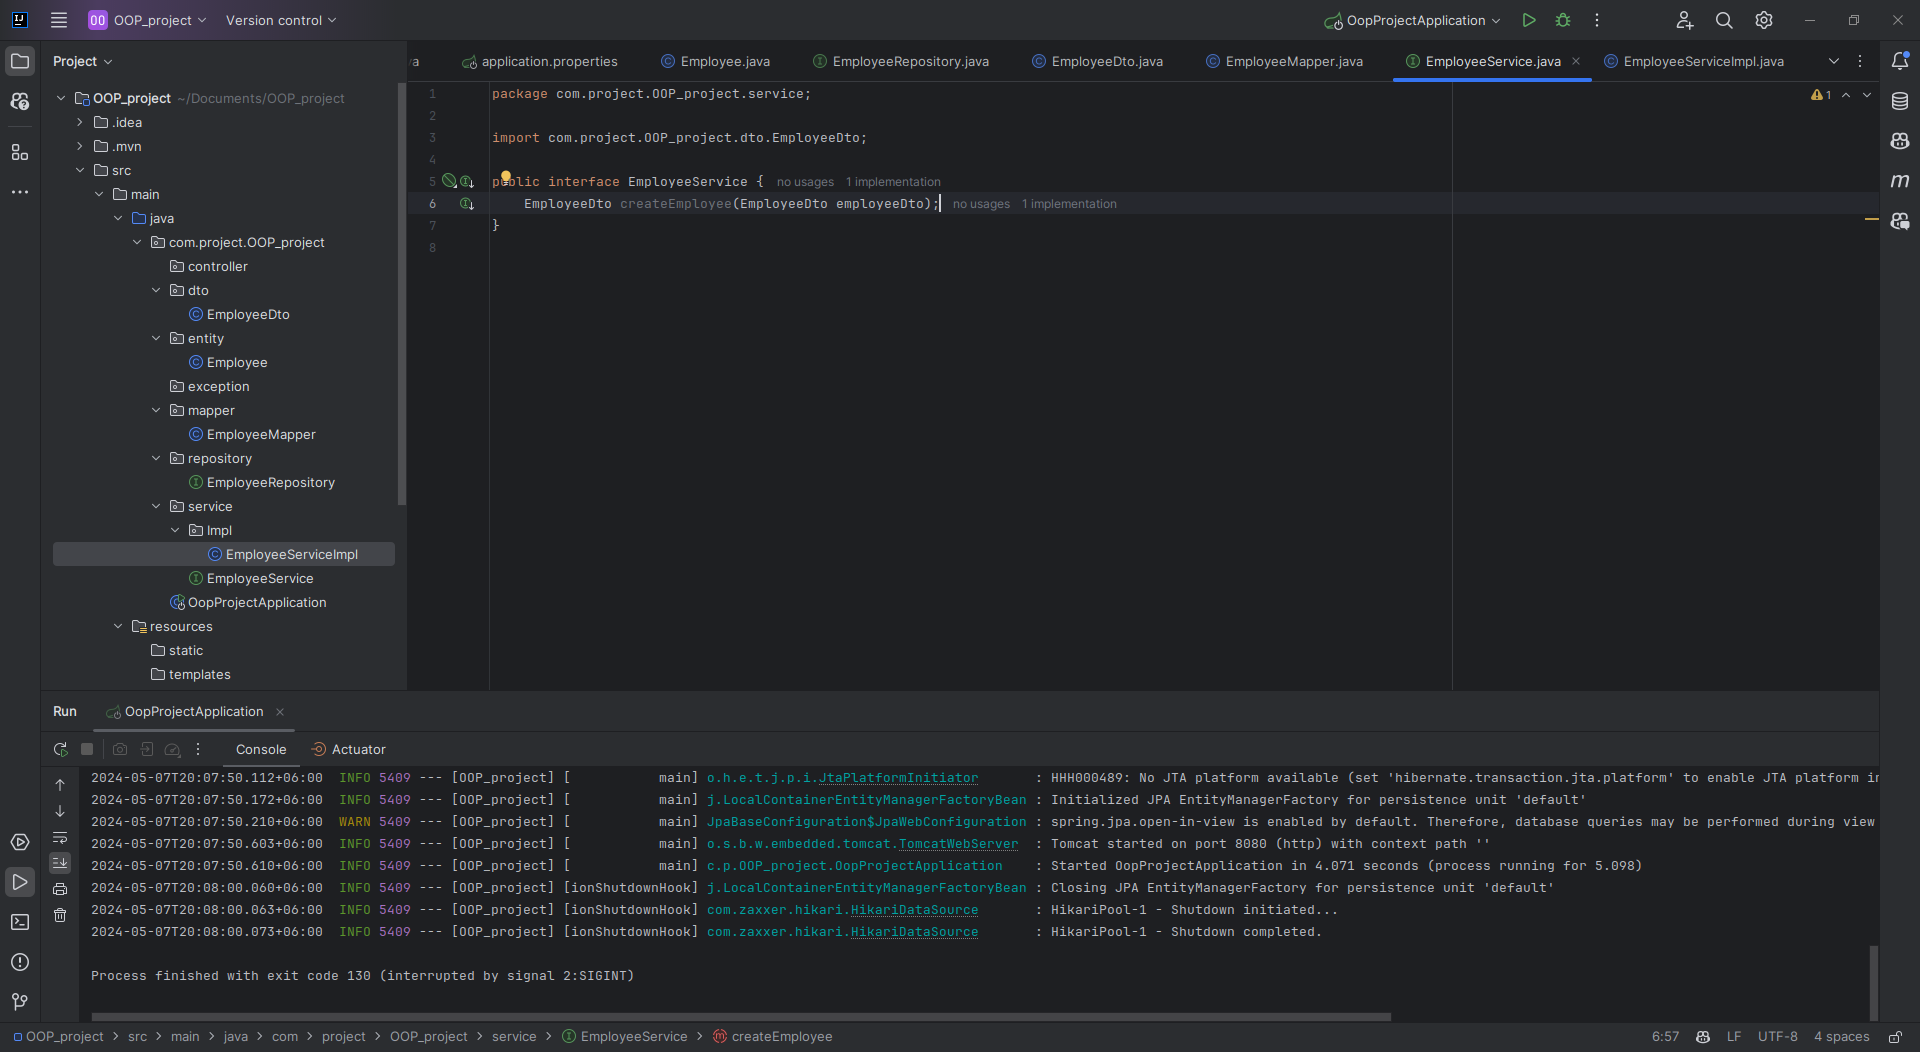 OO OOP_project Version control OopProjectApplication
Project
OOP_project ~/Documents/OOP_project
.idea
.mvn
src
main
java
com.project.OOP_project
controller
dto
EmployeeDto
entity
Employee
exception
mapper
EmployeeMapper
repository
EmployeeRepository
service
Impl
EmployeeServiceImpl
EmployeeService
OopProjectApplication
resources
static
templates
va application.properties Employee.java EmployeeRepository.java EmployeeDto.java EmployeeMapper.java EmployeeService.java EmployeeServiceImpl.java
1 package com.project.OOP_project.service;
2
3 import com.project.OOP_project.dto.EmployeeDto;
4
5 public interface EmployeeService { no usages 1 implementation
6 EmployeeDto createEmployee(EmployeeDto employeeDto); no usages 1 implementation
7 }
8
1
Run OopProjectApplication
Console Actuator
2024-05-07T20:07:50.112+06:00 INFO 5409 --- [OOP_project] [ main] o.h.e.t.j.p.i.JtaPlatformInitiator : HHH000489: No JTA platform available (set 'hibernate.transaction.jta.platform' to enable JTA platform in
2024-05-07T20:07:50.172+06:00 INFO 5409 --- [OOP_project] [ main] j.LocalContainerEntityManagerFactoryBean : Initialized JPA EntityManagerFactory for persistence unit 'default'
2024-05-07T20:07:50.210+06:00 WARN 5409 --- [OOP_project] [ main] JpaBaseConfiguration$JpaWebConfiguration : spring.jpa.open-in-view is enabled by default. Therefore, database queries may be performed during view
2024-05-07T20:07:50.603+06:00 INFO 5409 --- [OOP_project] [ main] o.s.b.w.embedded.tomcat.TomcatWebServer : Tomcat started on port 8080 (http) with context path ''
2024-05-07T20:07:50.610+06:00 INFO 5409 --- [OOP_project] [ main] c.p.OOP_project.OopProjectApplication : Started OopProjectApplication in 4.071 seconds (process running for 5.098)
2024-05-07T20:08:00.060+06:00 INFO 5409 --- [OOP_project] [ionShutdownHook] j.LocalContainerEntityManagerFactoryBean : Closing JPA EntityManagerFactory for persistence unit 'default'
2024-05-07T20:08:00.063+06:00 INFO 5409 --- [OOP_project] [ionShutdownHook] com.zaxxer.hikari.HikariDataSource : HikariPool-1 - Shutdown initiated...
2024-05-07T20:08:00.073+06:00 INFO 5409 --- [OOP_project] [ionShutdownHook] com.zaxxer.hikari.HikariDataSource : HikariPool-1 - Shutdown completed.
Process finished with exit code 130 (interrupted by signal 2:SIGINT)
OOP_project > src > main > java > com > project > OOP_project > service > EmployeeService > createEmployee 6:57 LF UTF-8 4 spaces